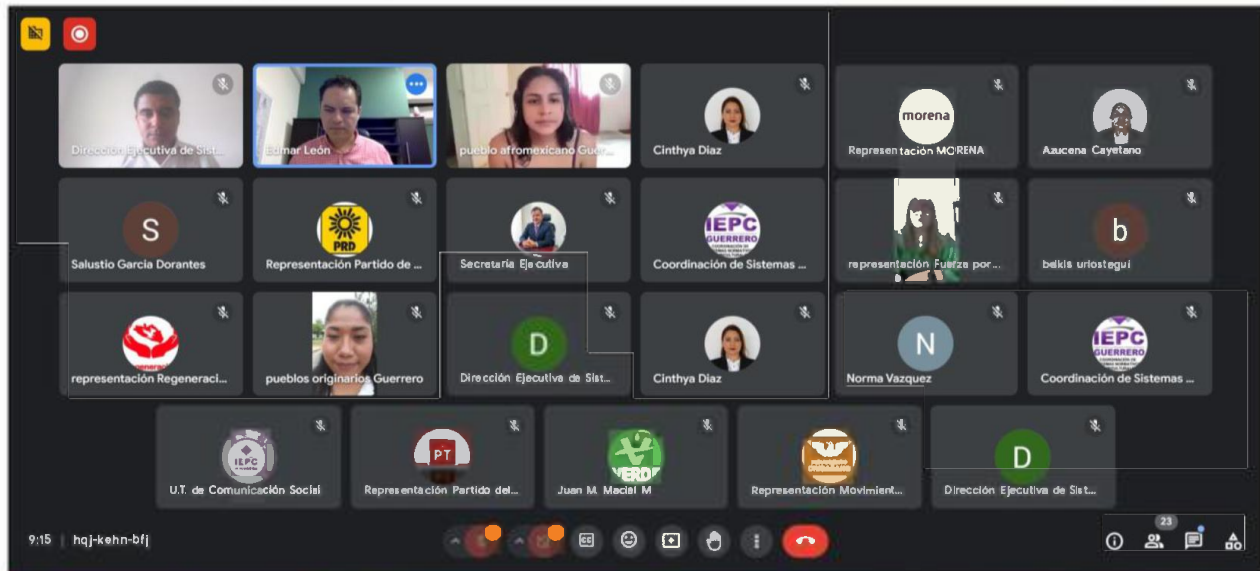 Dirección Ejecutiva de Sist...
Edmar León
pueblo afromexicano Guer...
Cinthya Diaz
morena
Representación MORENA
Azucena Cayetano
S
Salustio Garcia Dorantes
PRD
Representación Partido de ...
Secretaría Ejecutiva
IEPC
GUERRERO
Coordinación de Sistemas ...
representación Fuerza por...
b
belkis uriostegui
representación Regeneraci...
pueblos originarios Guerrero
D
Dirección Ejecutiva de Sist...
Cinthya Diaz
N
Norma Vazquez
IEPC
GUERRERO
Coordinación de Sistemas ...
IEPC
U.T. de Comunicación Social
PT
Representación Partido del...
VERDE
Juan M. Maciel M
Representación Movimient...
D
Dirección Ejecutiva de Sist...
9:15 | hqj-kehn-bfj
23